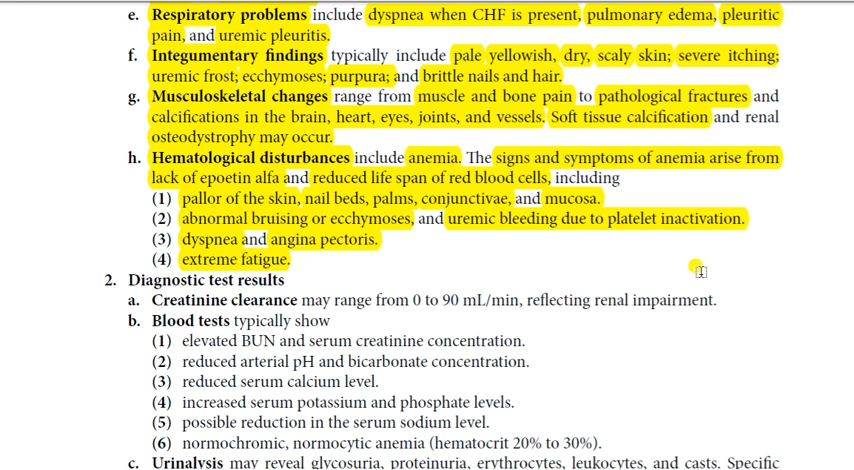 e. Respiratory problems include dyspnea when CHF is present, pulmonary edema, pleuritic
pain, and uremic pleuritis.
f. Integumentary findings typically include pale yellowish, dry, scaly skin; severe itching;
uremic frost; ecchymoses; purpura; and brittle nails and hair.
g. Musculoskeletal changes range from muscle and bone pain to pathological fractures and
calcifications in the brain, heart, eyes, joints, and vessels. Soft tissue calcification and renal
osteodystrophy may occur.
h. Hematological disturbances include anemia. The signs and symptoms of anemia arise from
lack of epoetin alfa and reduced life span of red blood cells, including
(1) pallor of the skin, nail beds, palms, conjunctivae, and mucosa.
(2) abnormal bruising or ecchymoses, and uremic bleeding due to platelet inactivation.
(3) dyspnea and angina pectoris.
(4) extreme fatigue.
2. Diagnostic test results
a. Creatinine clearance may range from 0 to 90 mL/min, reflecting renal impairment.
b. Blood tests typically show
(1) elevated BUN and serum creatinine concentration.
(2) reduced arterial pH and bicarbonate concentration.
(3) reduced serum calcium level.
(4) increased serum potassium and phosphate levels.
(5) possible reduction in the serum sodium level.
(6) normochromic, normocytic anemia (hematocrit 20% to 30%).
c. Urinalysis may reveal glycosuria, proteinuria, erythrocytes, leukocytes, and casts. Specific